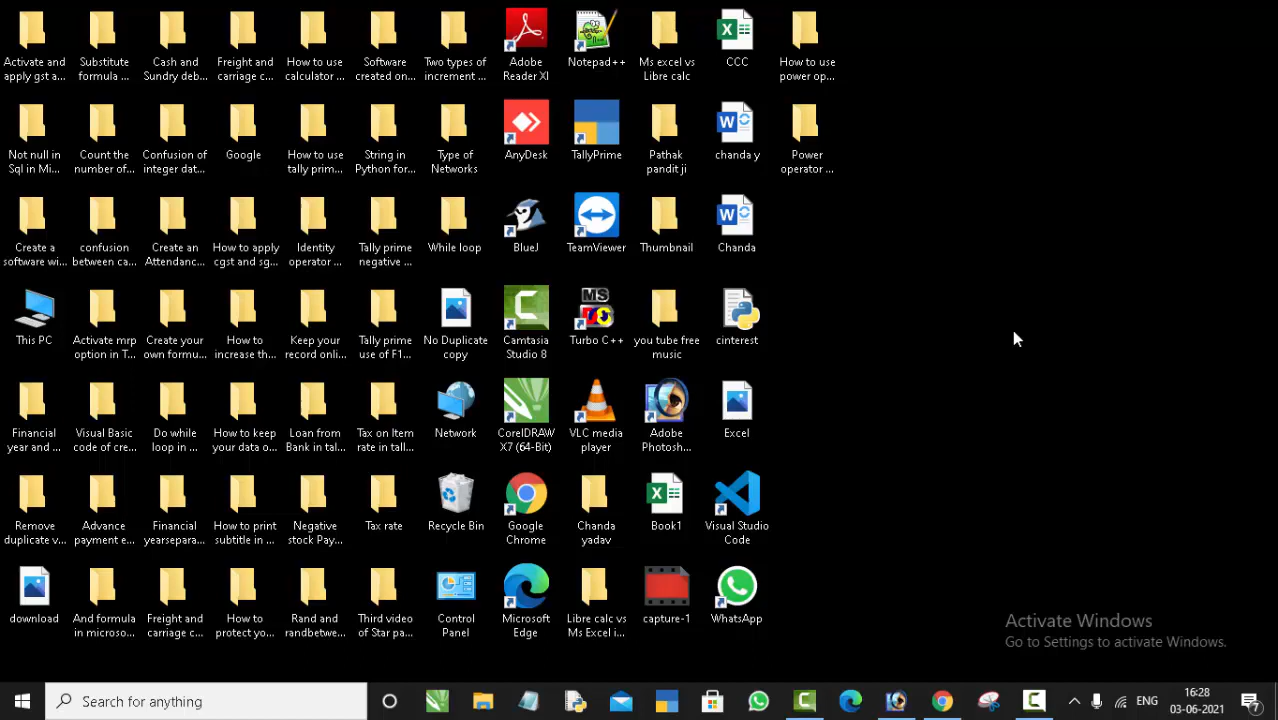 Activate and
apply gst a...
Substitute
formula ...
Cash and
Sundry deb...
Freight and
carriage c...
How to use
calculator ...
Software
created on...
Two types of
increment ...
Adobe
Reader XI
Notepad++
Ms excel vs
Libre calc
CCC
How to use
power op...
Not null in
Sql in Mi...
Count the
number of...
Confusion of
integer dat...
Google
How to use
tally prim...
String in
Python for...
Type of
Networks
AnyDesk
TallyPrime
Pathak
pandit ji
chanda y
Power
operator ...
Create a
software wi...
confusion
between ca...
Create an
Attendanc...
How to apply
cgst and sg...
Identity
operator ...
Tally prime
negative ...
While loop
BlueJ
TeamViewer
Thumbnail
Chanda
This PC
Activate mrp
option in T...
Create your
own formu...
How to
increase th...
Keep your
record onli...
Tally prime
use of F1...
No Duplicate
copy
Camtasia
Studio 8
MS
Turbo C++
you tube free
music
cinterest
Financial
year and ...
Visual Basic
code of cre...
Do while
loop in ...
How to keep
your data o...
Loan from
Bank in tall...
Tax on Item
rate in tall...
Network
CorelDRAW
X7 (64-Bit)
VLC media
player
Adobe
Photosh...
Excel
Remove
duplicate v...
Advance
payment e...
Financial
yearsepara...
How to print
subtitle in ...
Negative
stock Pay...
Tax rate
Recycle Bin
Google
Chrome
Chanda
yadav
Book1
Visual Studio
Code
download
And formula
in microso...
Freight and
carriage c...
How to
protect yo...
Rand and
randbetwe...
Third video
of Star pa...
Control
Panel
Microsoft
Edge
Libre calc vs
Ms Excel i...
capture-1
WhatsApp
Activate Windows
Go to Settings to activate Windows.
Search for anything
ENG
16:28
03-06-2021
7